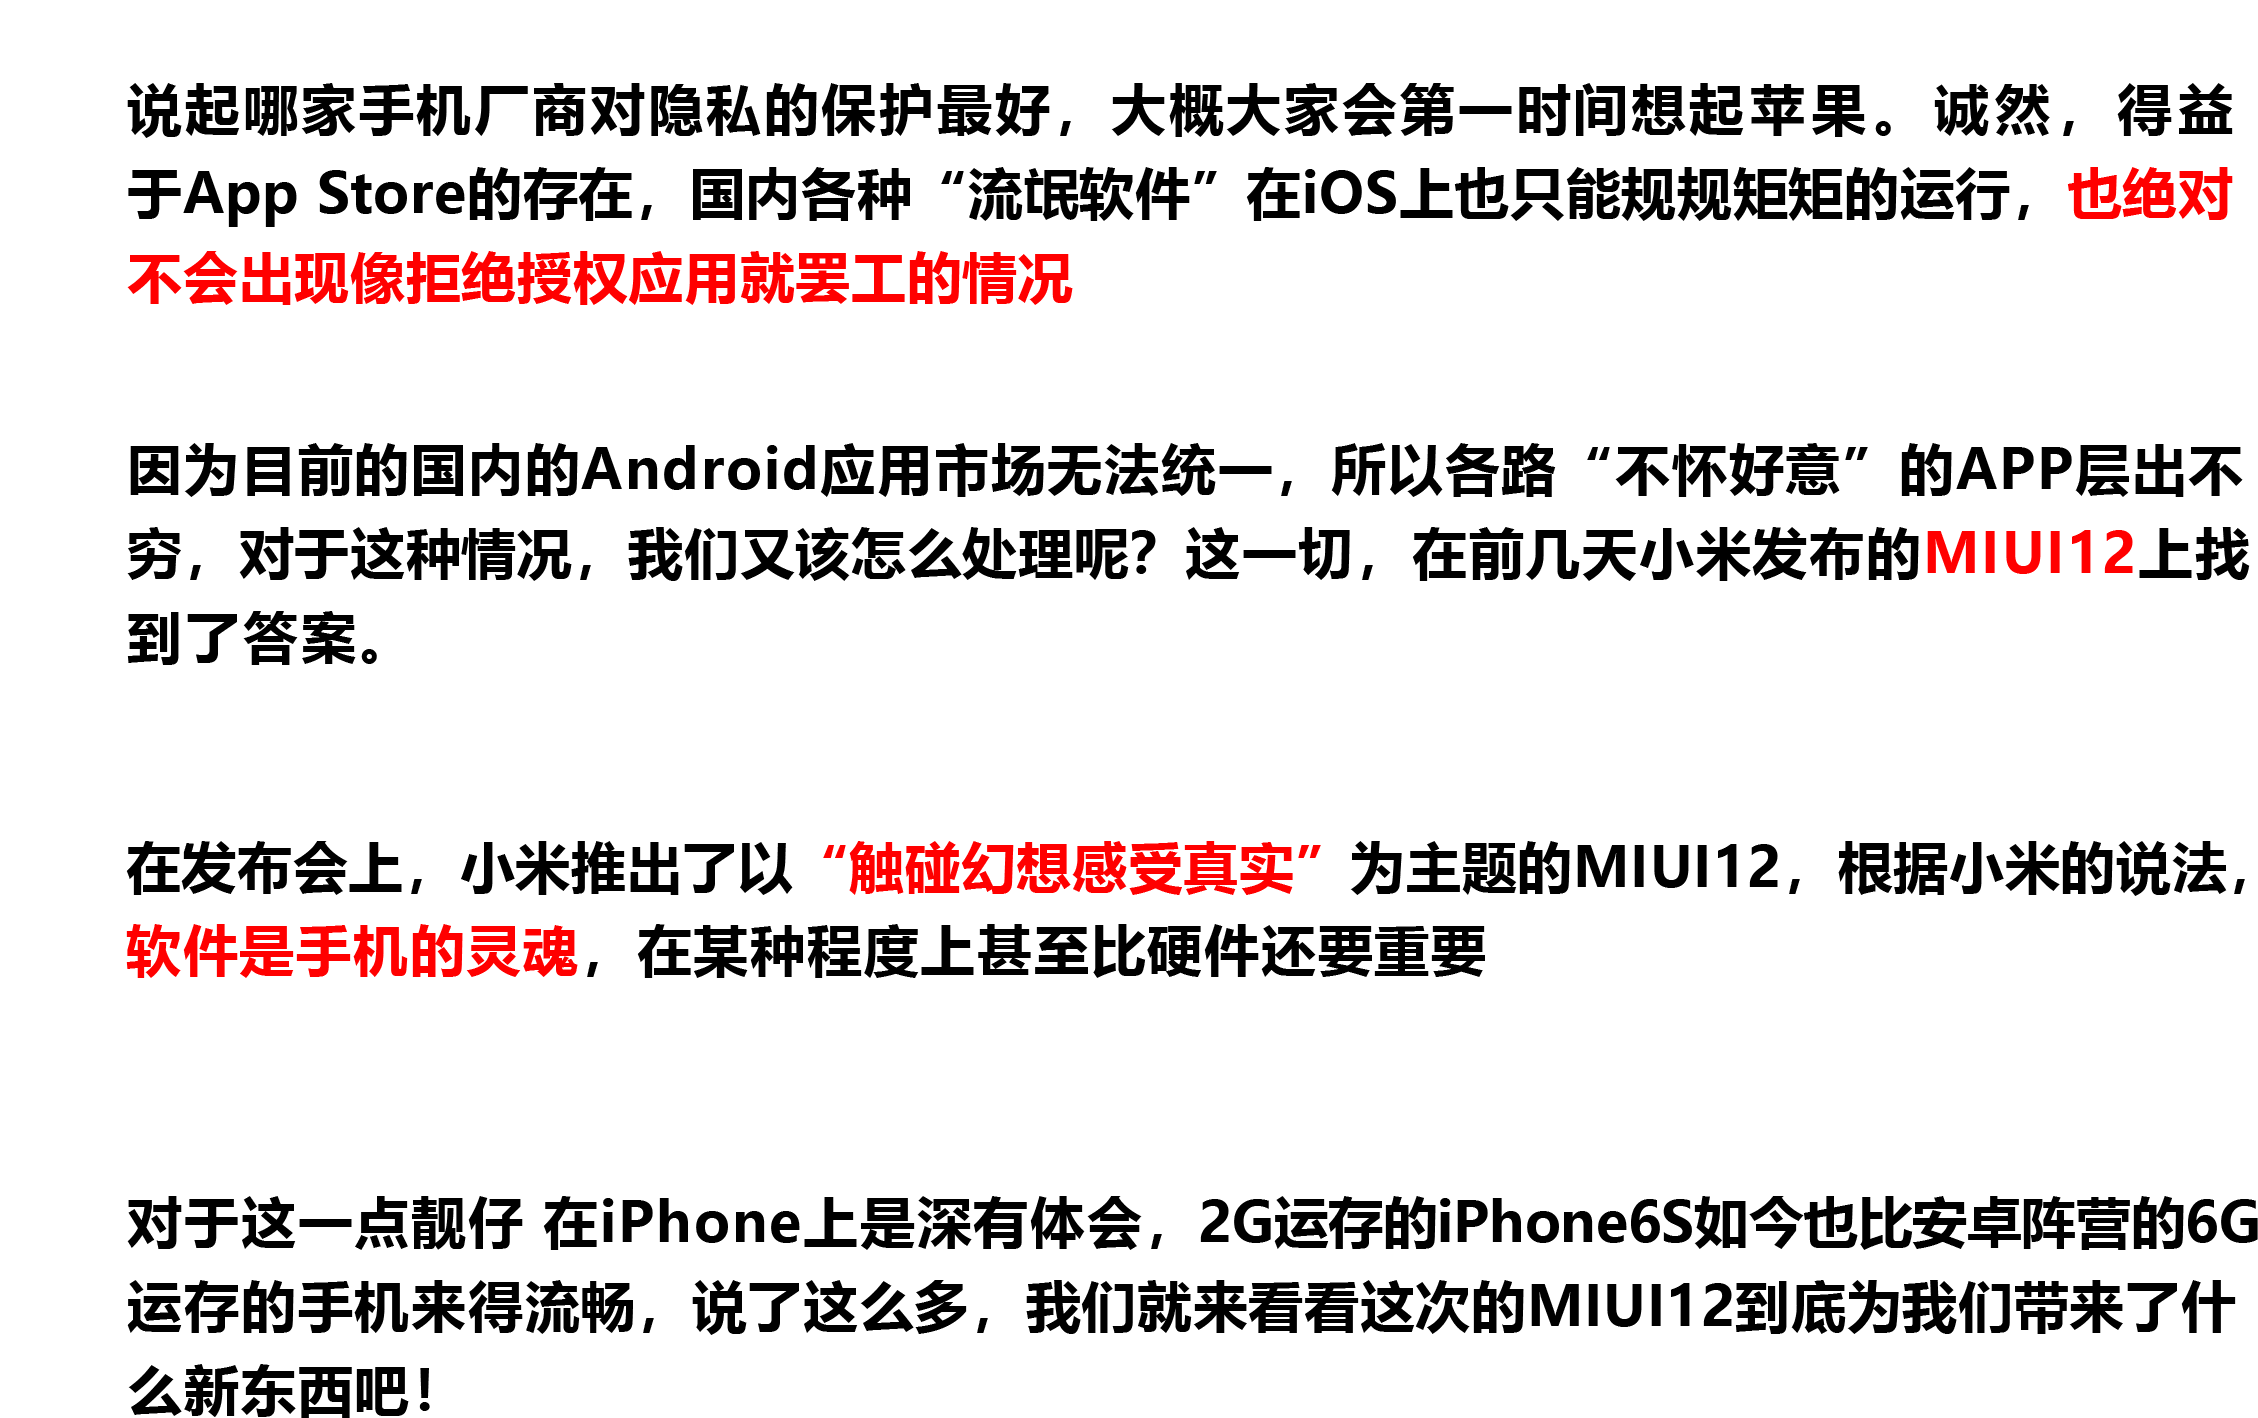 说起哪家手机厂商对隐私的保护最好，大概大家会第一时间想起苹果。诚然，得益
于App Store的存在，国内各种“流氓软件”在iOS上也只能规规矩矩的运行，也绝对
不会出现像拒绝授权应用就罢工的情况
因为目前的国内的Android应用市场无法统一，所以各路“不怀好意”的APP层出不
穷，对于这种情况，我们又该怎么处理呢？这一切，在前几天小米发布的MIUI12上找
到了答案。
在发布会上，小米推出了以“触碰幻想感受真实”为主题的MIUI12，根据小米的说法，
软件是手机的灵魂，在某种程度上甚至比硬件还要重要
对于这一点靓仔 在iPhone上是深有体会，2G运存的iPhone6S如今也比安卓阵营的6G
运存的手机来得流畅，说了这么多，我们就来看看这次的MIUI12到底为我们带来了什
么新东西吧！